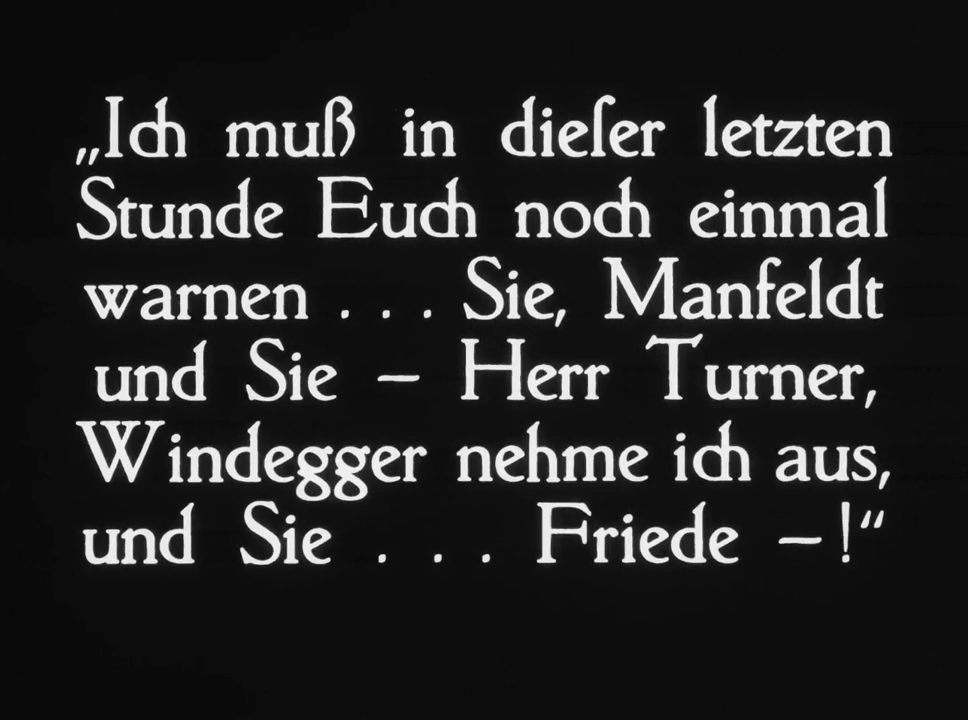 „Ich muß in dieſer letzten
Stunde Euch noch einmal
warnen . . . Sie, Manfeldt
und Sie – Herr Turner,
Windegger nehme ich aus,
und Sie . . . Friede – !“